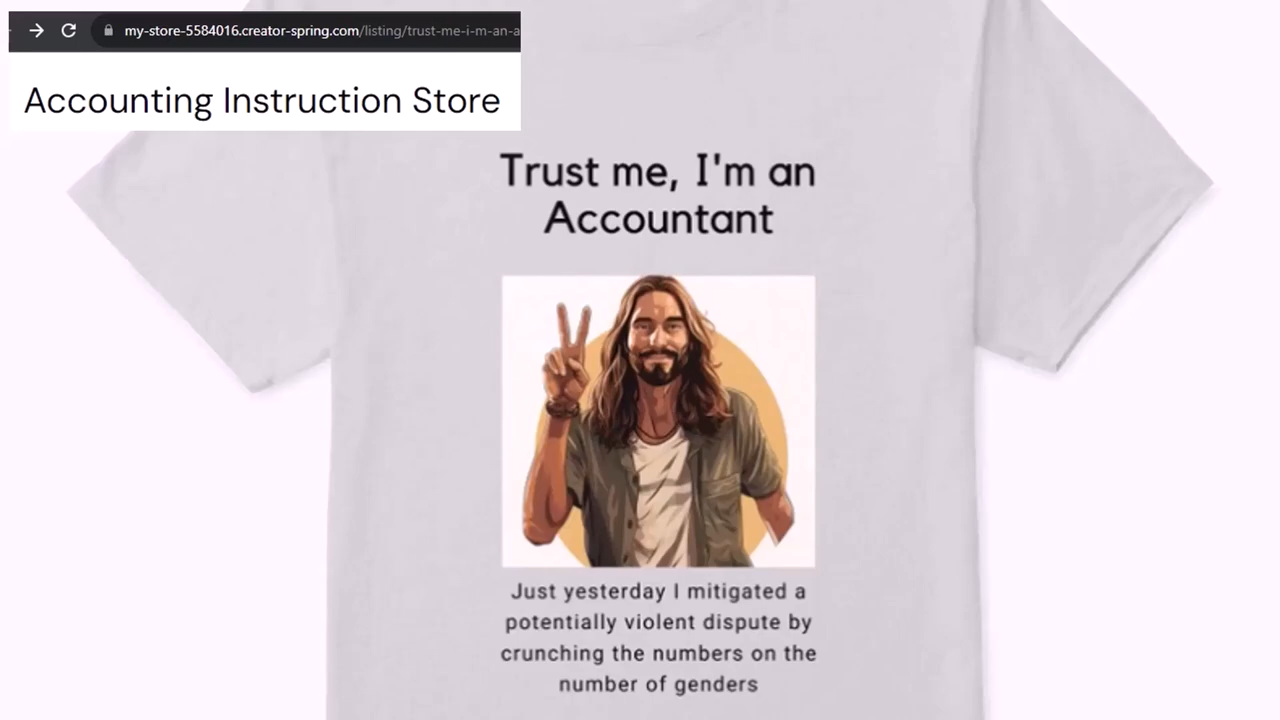 my-store-5584016.creator-spring.com/listing/trust-me-i-m-an-a
Accounting Instruction Store
Trust me, I'm an
Accountant
Just yesterday I mitigated a
potentially violent dispute by
crunching the numbers on the
number of genders